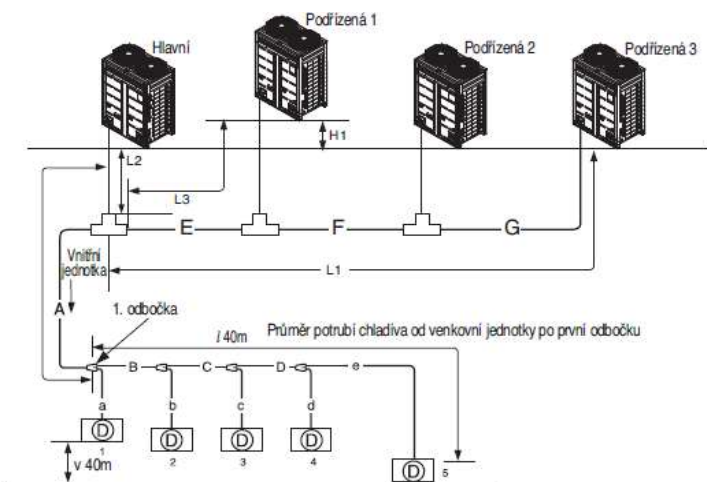 Podřízená 1
Hlavní
Podřízená 2
Podřízená 3
H1
L2
L3
E
F
G
Vnitřní
jednotka
L1
A
1. odbočka
l 40m
Průměr potrubí chladíva od venkovní jednotky po první odbočku
B
C
D
e
a
b
c
d
D
D
D
D
1
2
3
4
v 40m
D
5